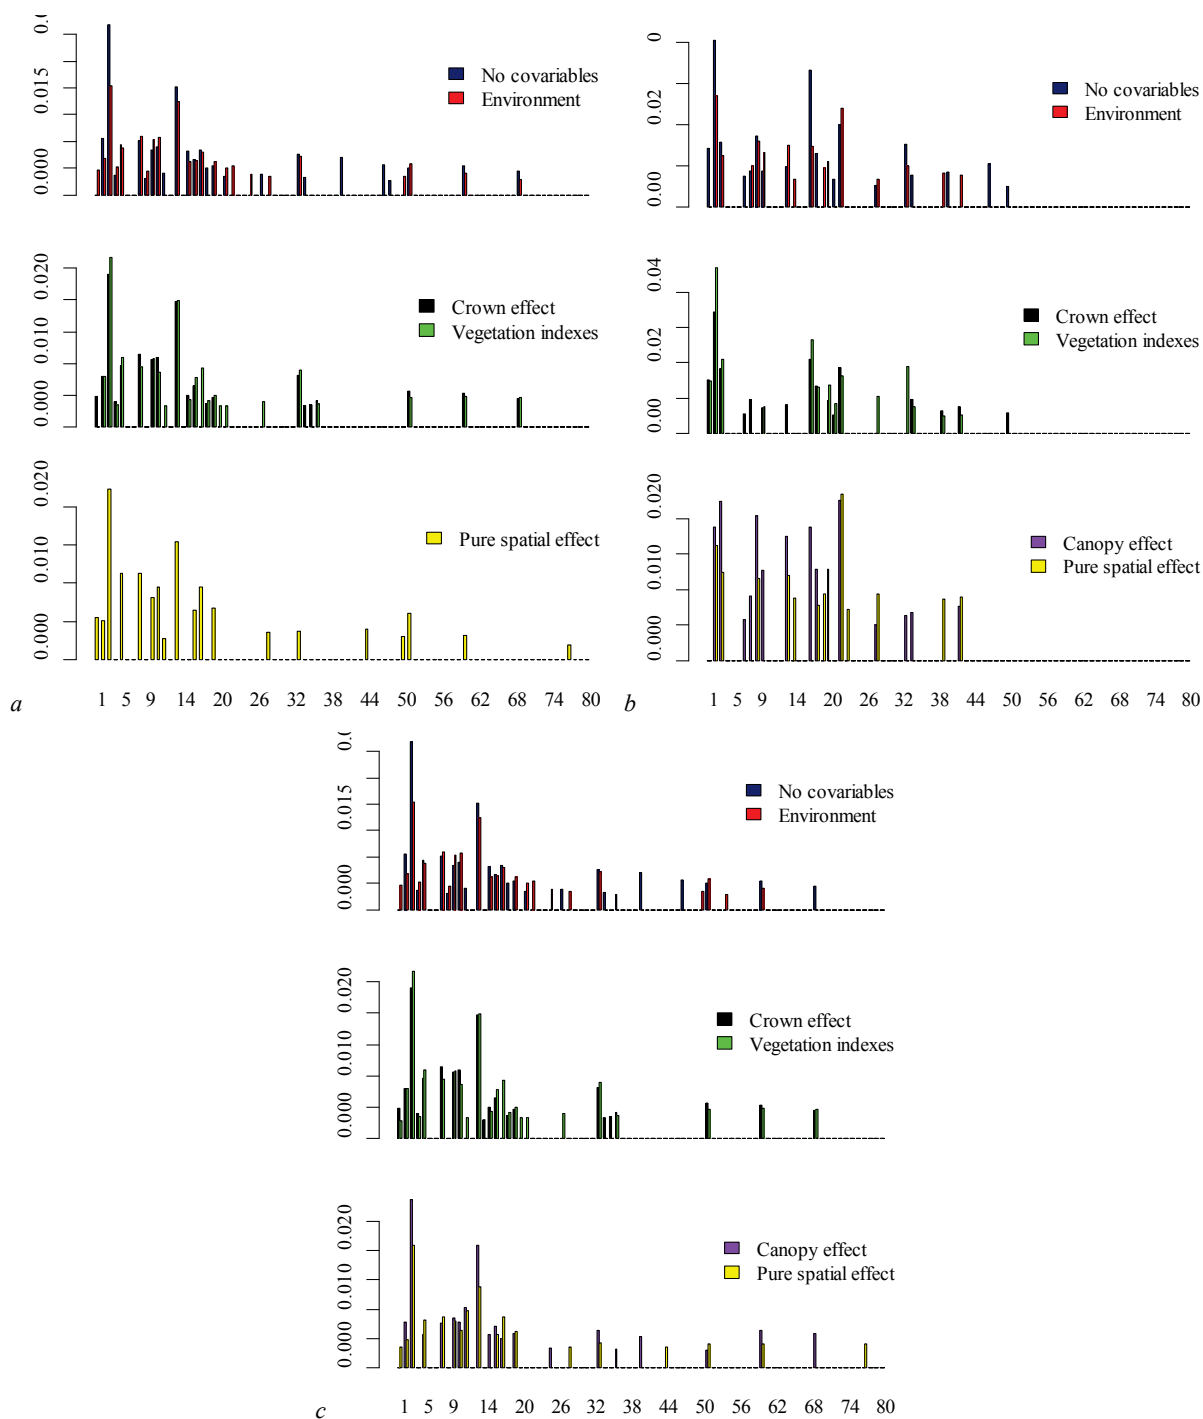 0.015
0.000
No covariables
Environment
0.020
0.010
0.000
Crown effect
Vegetation indexes
0.020
0.010
0.000
Pure spatial effect
1 5 9 14 20 26 32 38 44 50 56 62 68 74 80
a
0
0.02
0.00
No covariables
Environment
0.04
0.02
0.00
Crown effect
Vegetation indexes
0.020
0.010
0.000
Canopy effect
Pure spatial effect
1 5 9 14 20 26 32 38 44 50 56 62 68 74 80
b
0.015
0.000
No covariables
Environment
0.020
0.010
0.000
Crown effect
Vegetation indexes
0.020
0.010
0.000
Canopy effect
Pure spatial effect
1 5 9 14 20 26 32 38 44 50 56 62 68 74 80
c